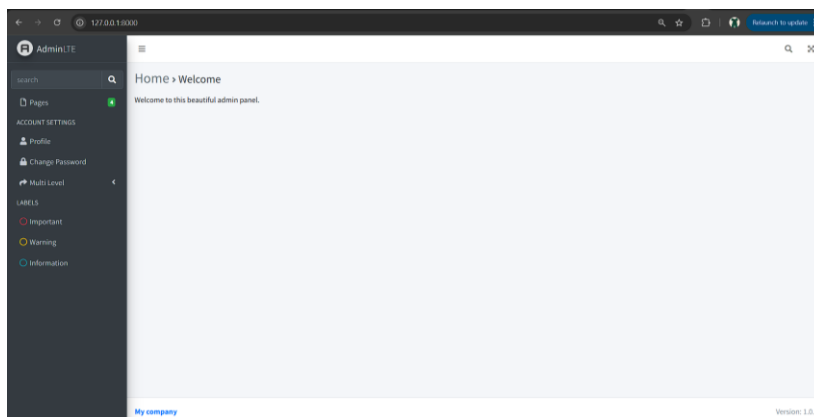 127.0.0.1:8000
Relaunch to update
AdminLTE
search
Home › Welcome
Pages
4
Welcome to this beautiful admin panel.
ACCOUNT SETTINGS
Profile
Change Password
Multi Level
LABELS
Important
Warning
Information
My company
Version: 1.0.